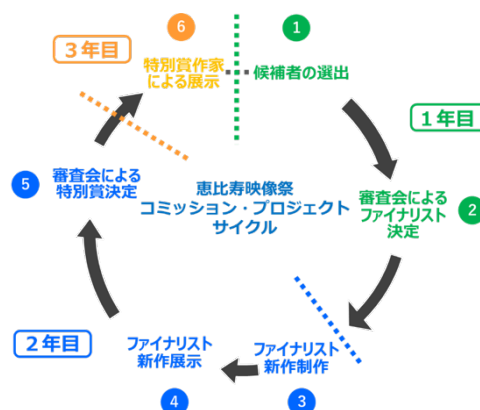 1
候補者の選出
1年目
2
審査会による
ファイナリスト
決定
3
ファイナリスト
新作制作
4
ファイナリスト
新作展示
2年目
5
審査会による
特別賞決定
3年目
6
特別賞作家
による展示
恵比寿映像祭
コミッション・プロジェクト
サイクル